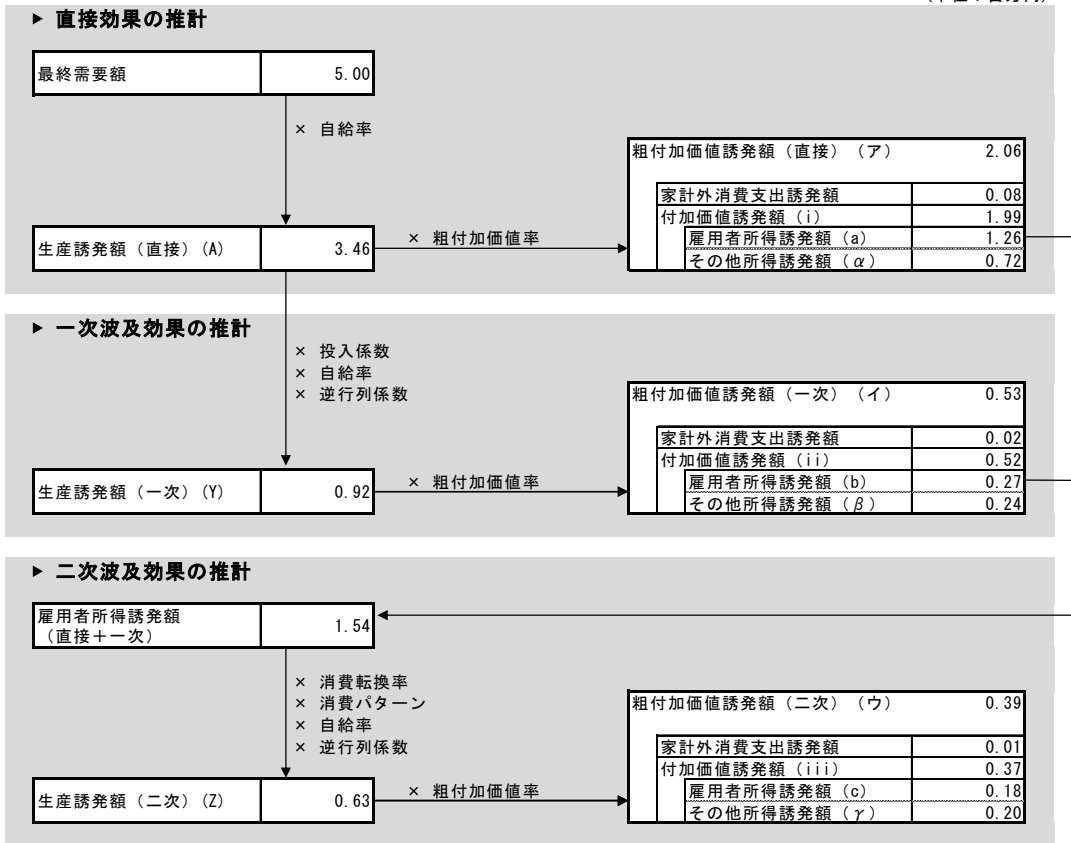 ▶ 直接効果の推計
最終需要額 5.00
× 自給率
粗付加価値誘発額（直接）（ア） 2.06
家計外消費支出誘発額 0.08
付加価値誘発額（i） 1.99
雇用者所得誘発額（a） 1.26
その他所得誘発額（α） 0.72
生産誘発額（直接）(A) 3.46
× 粗付加価値率
▶ 一次波及効果の推計
× 投入係数
× 自給率
× 逆行列係数
粗付加価値誘発額（一次）（イ） 0.53
家計外消費支出誘発額 0.02
付加価値誘発額（ii） 0.52
雇用者所得誘発額（b） 0.27
その他所得誘発額（β） 0.24
生産誘発額（一次）(Y) 0.92
× 粗付加価値率
▶ 二次波及効果の推計
雇用者所得誘発額
（直接＋一次） 1.54
× 消費転換率
× 消費パターン
× 自給率
× 逆行列係数
粗付加価値誘発額（二次）（ウ） 0.39
家計外消費支出誘発額 0.01
付加価値誘発額（iii） 0.37
雇用者所得誘発額（c） 0.18
その他所得誘発額（γ） 0.20
生産誘発額（二次）(Z) 0.63
× 粗付加価値率